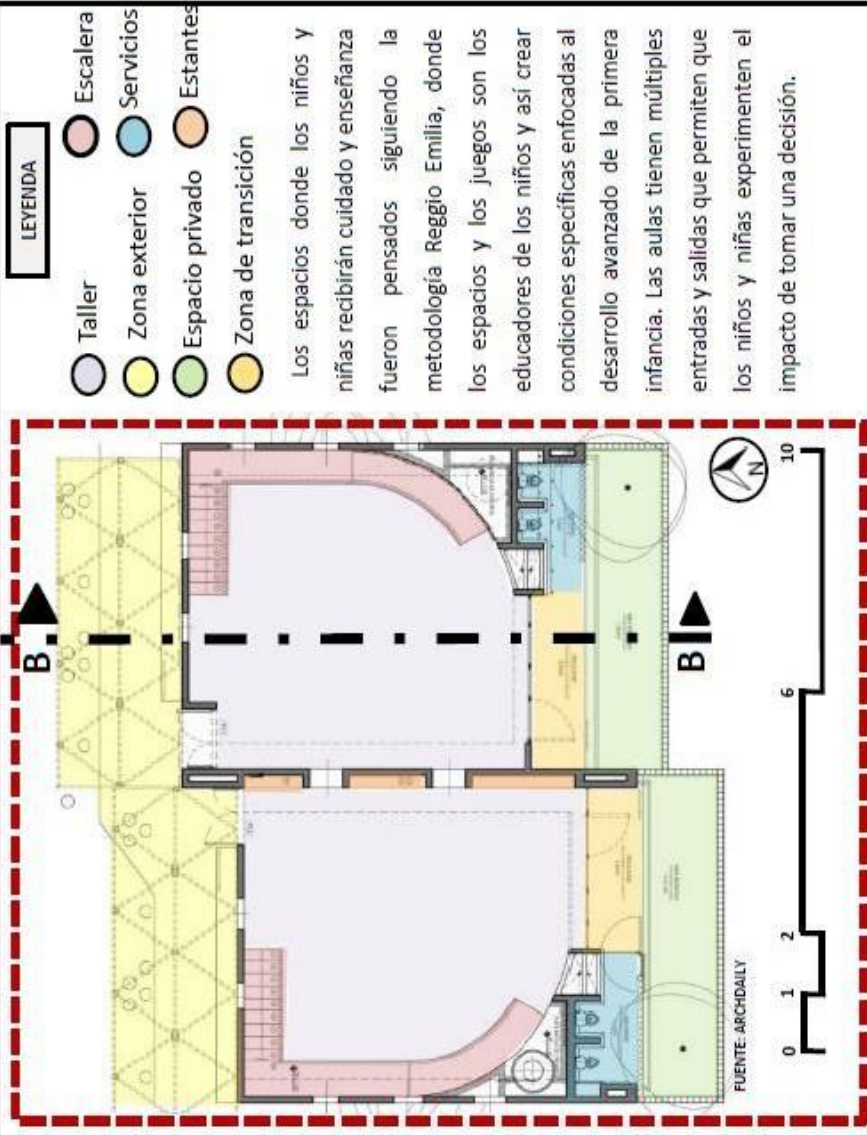 LEYENDA
Taller
Escalera
Zona exterior
Servicios
Espacio privado
Estantes
Zona de transición
Los espacios donde los niños y
niñas recibirán cuidado y enseñanza
fueron pensados siguiendo la
metodología Reggio Emilia, donde
los espacios y los juegos son los
educadores de los niños y así crear
condiciones específicas enfocadas al
desarrollo avanzado de la primera
infancia. Las aulas tienen múltiples
entradas y salidas que permiten que
los niños y niñas experimenten el
impacto de tomar una decisión.
B
B
N
FUENTE: ARCHDAILY
0 1 2 6 10